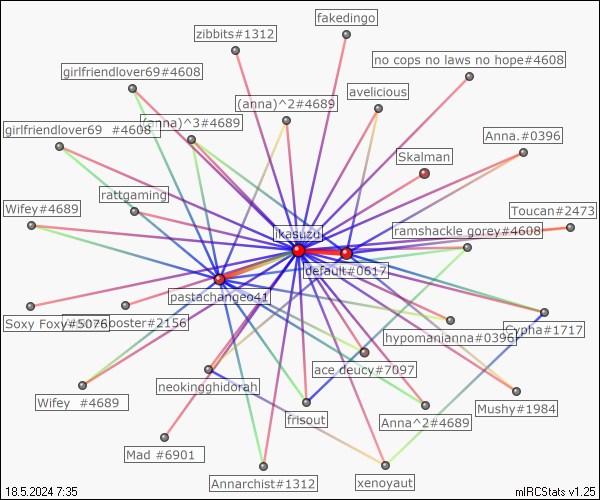 fakedingo
zibbits#1312
no cops no laws no hope#4608
girlfriendlover69#4608
avelicious
(anna)^2#4689
girlfriendlover69 #4608
(anna)^3#4689
Anna.#0396
Skalman
rattgaming
Wifey#4689
Toucan#2473
ikasuzu
ramshackle gorey#4608
default#0617
pastachangeo41
Soxy Foxy#5076
booster#2156
hypomanianna#0396
Cypha#1717
ace deucy#7097
neokingghidorah
Wifey #4689
frisout
Anna^2#4689
Mushy#1984
Mad #6901
Annarchist#1312
xenoyaut
18.5.2024 7:35
mIRCStats v1.25